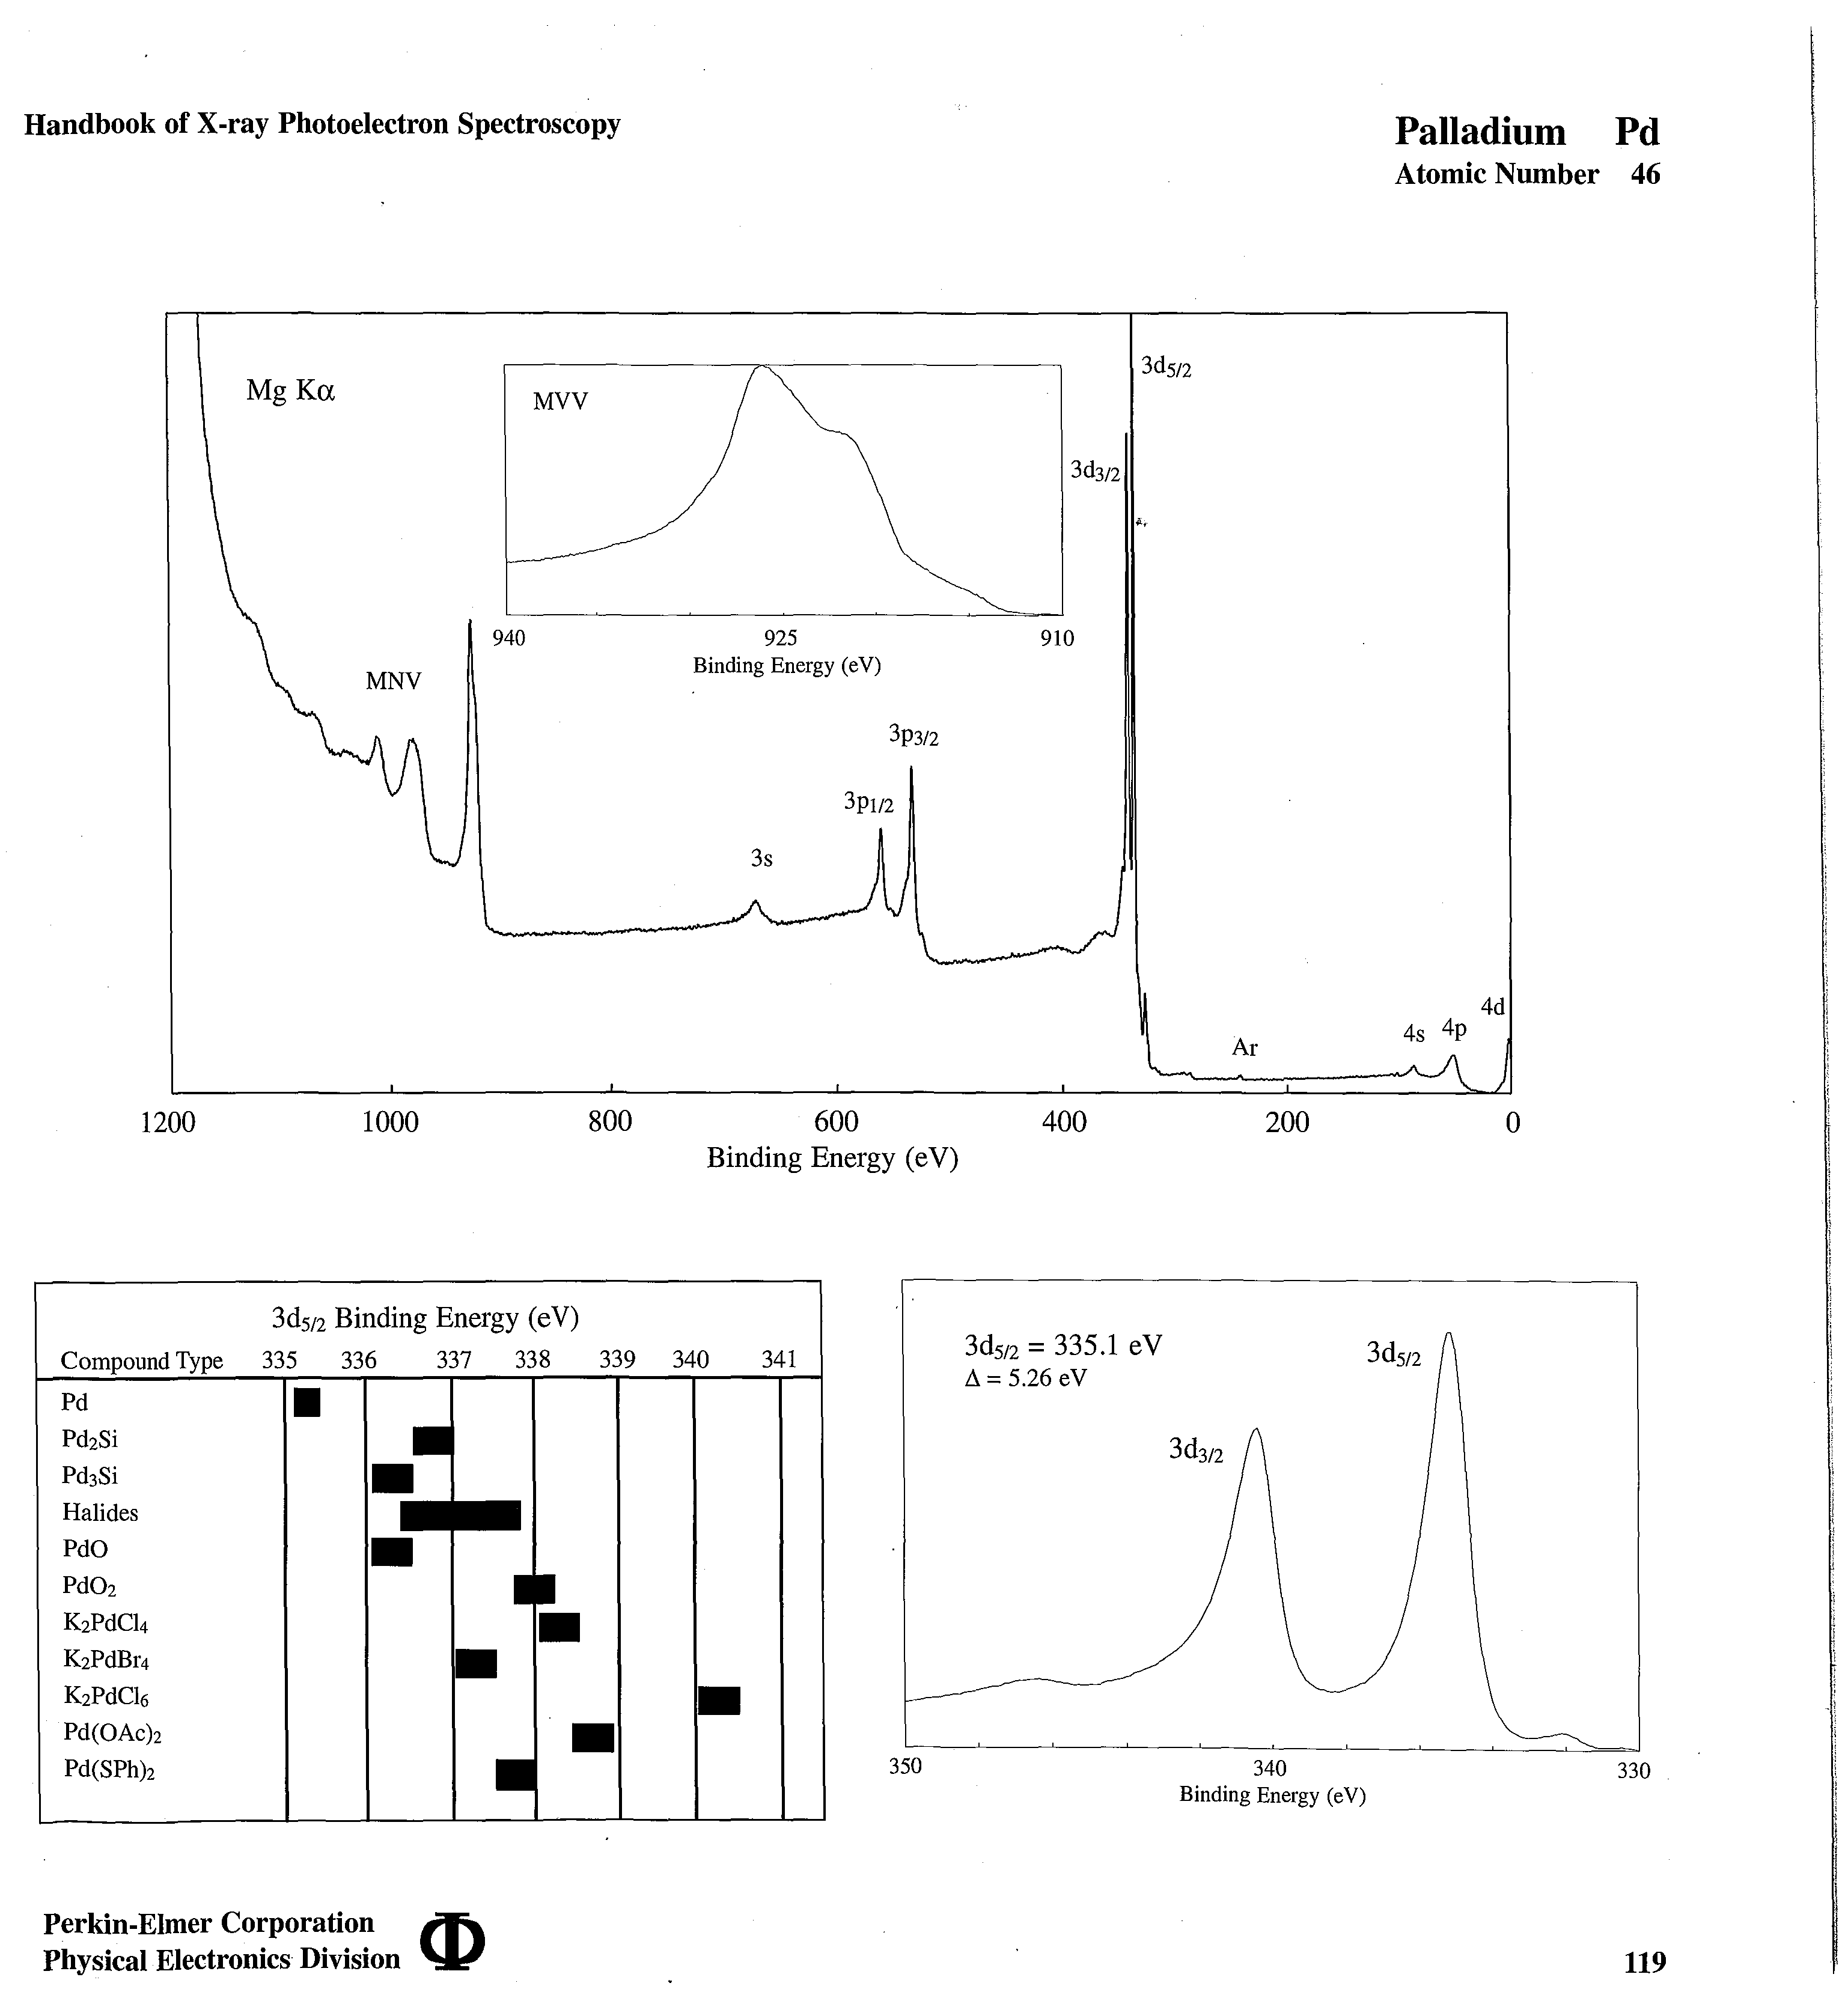 Handbook of X-ray Photoelectron Spectroscopy
Palladium Pd
Atomic Number 46
Mg Kα
MVV
940 925 910
Binding Energy (eV)
3d5/2
3d3/2
MNV
3p3/2
3p1/2
3s
Ar
4s
4p
4d
1200 1000 800 600 400 200 0
Binding Energy (eV)
3d5/2 Binding Energy (eV)
Compound Type 335 336 337 338 339 340 341
Pd
Pd2Si
Pd3Si
Halides
PdO
PdO2
K2PdCl4
K2PdBr4
K2PdCl6
Pd(OAc)2
Pd(SPh)2
3d5/2 = 335.1 eV
Δ = 5.26 eV
3d5/2
3d3/2
350 340 330
Binding Energy (eV)
Perkin-Elmer Corporation
Physical Electronics Division
Φ
119